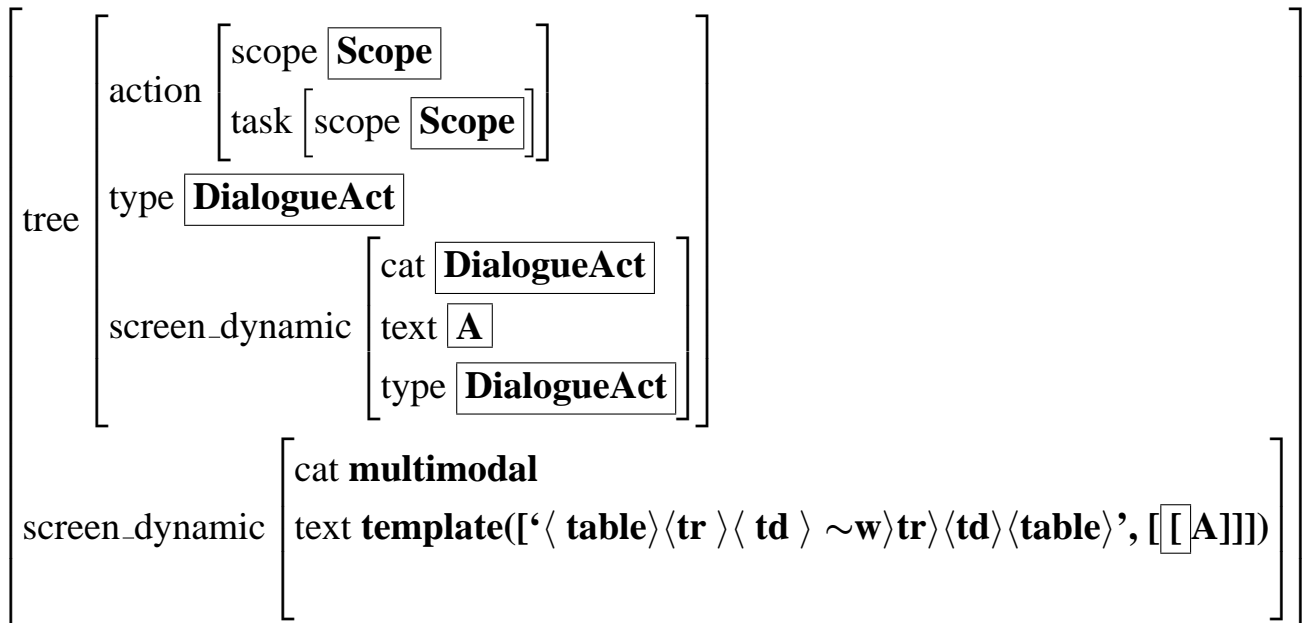 scope Scope
action
task [scope Scope]
type DialogueAct
tree
cat DialogueAct
screen_dynamic text A
type DialogueAct
cat multimodal
screen_dynamic text template([‘⟨ table⟩⟨tr ⟩⟨ td ⟩ ∼w⟩tr⟩⟨td⟩⟨table⟩’, [[ A]]])